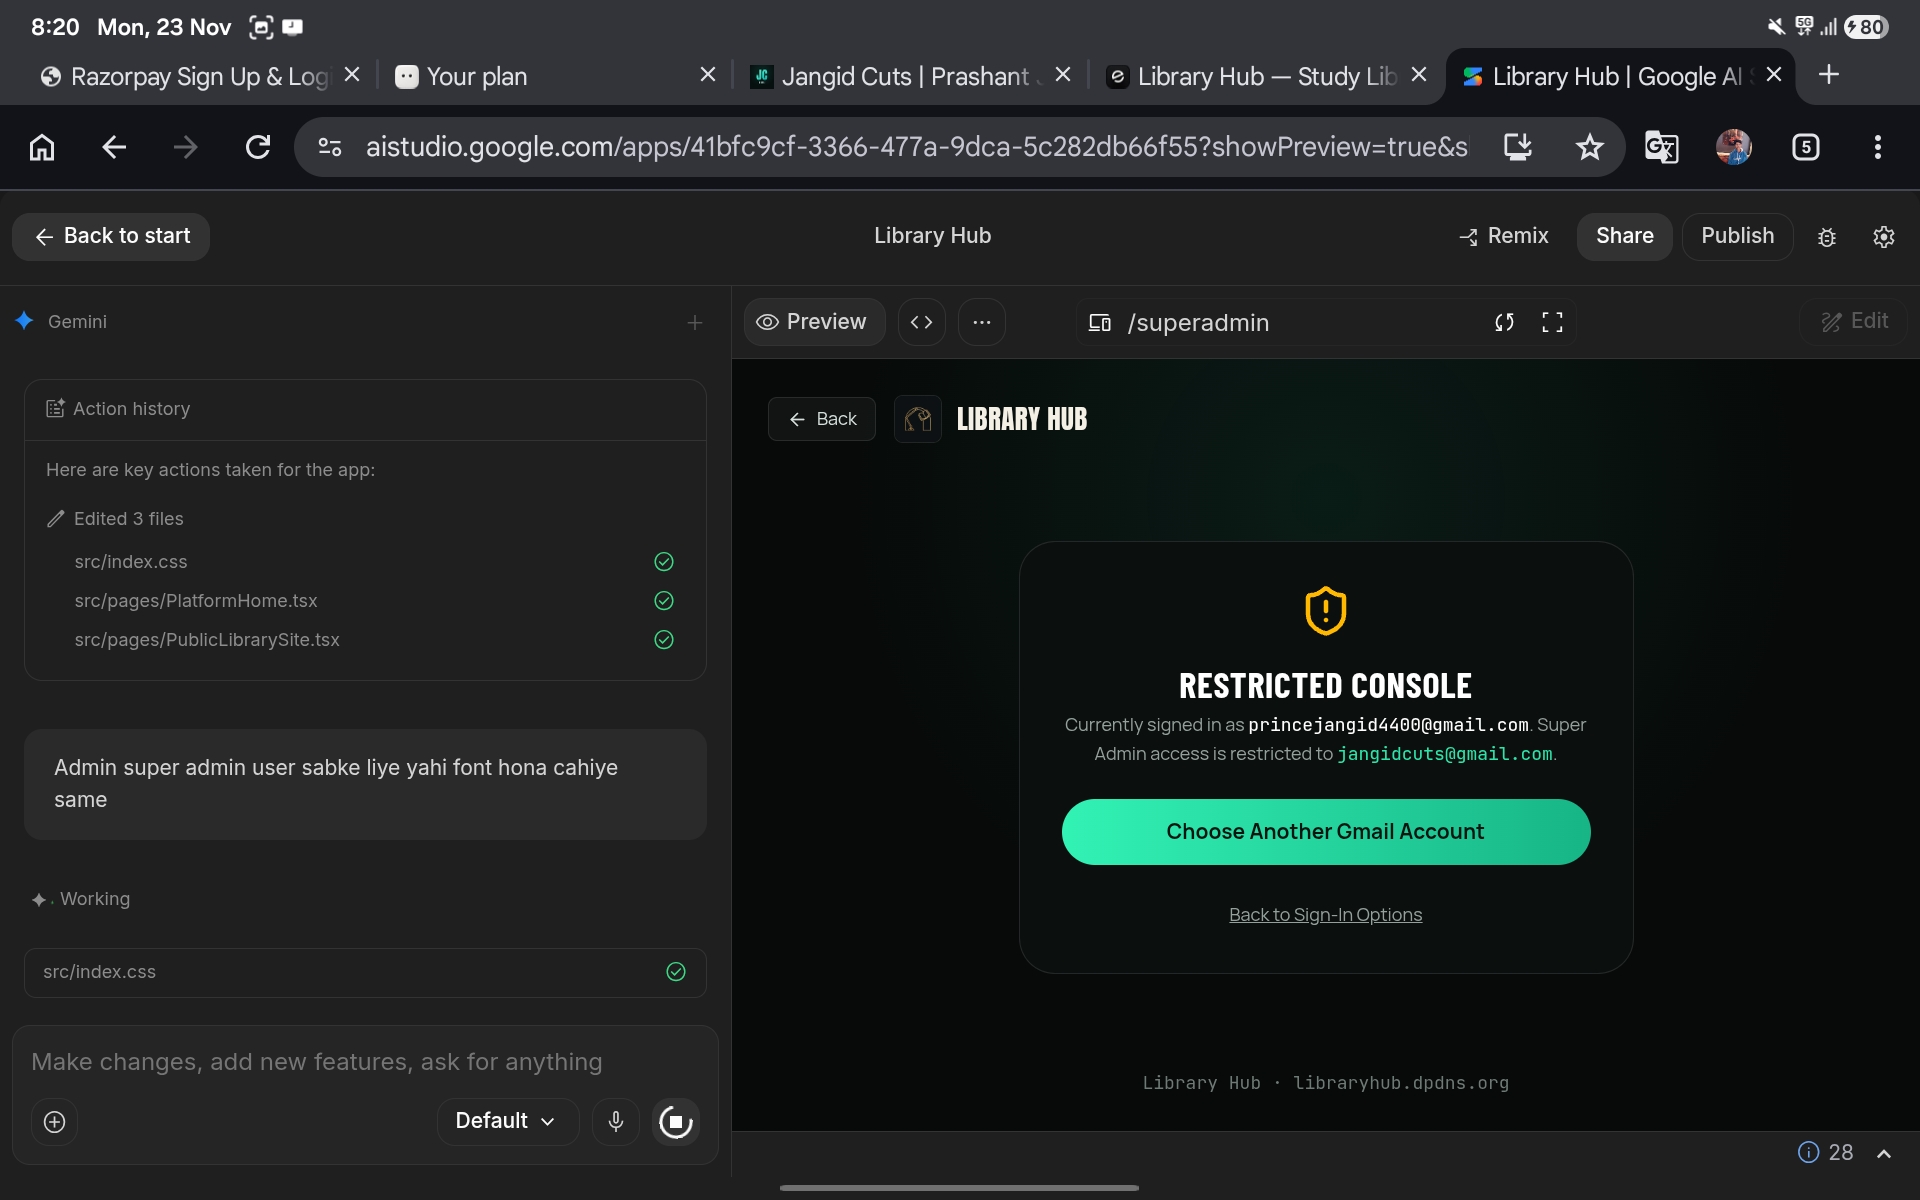 8:20 Mon, 23 Nov
5G 80
Razorpay Sign Up & Logi
Your plan
Jangid Cuts | Prashant
Library Hub — Study Lib
Library Hub | Google AI
aistudio.google.com/apps/41bfc9cf-3366-477a-9dca-5c282db66f55?showPreview=true&s
5
Back to start
Library Hub
Remix
Share
Publish
Gemini
Preview
/superadmin
Edit
Action history
Here are key actions taken for the app:
Edited 3 files
src/index.css
src/pages/PlatformHome.tsx
src/pages/PublicLibrarySite.tsx
Admin super admin user sabke liye yahi font hona cahiye
same
Working
src/index.css
Make changes, add new features, ask for anything
Default
Back
LIBRARY HUB
RESTRICTED CONSOLE
Currently signed in as princejangid4400@gmail.com. Super
Admin access is restricted to jangidcuts@gmail.com.
Choose Another Gmail Account
Back to Sign-In Options
Library Hub · libraryhub.dpdns.org
28